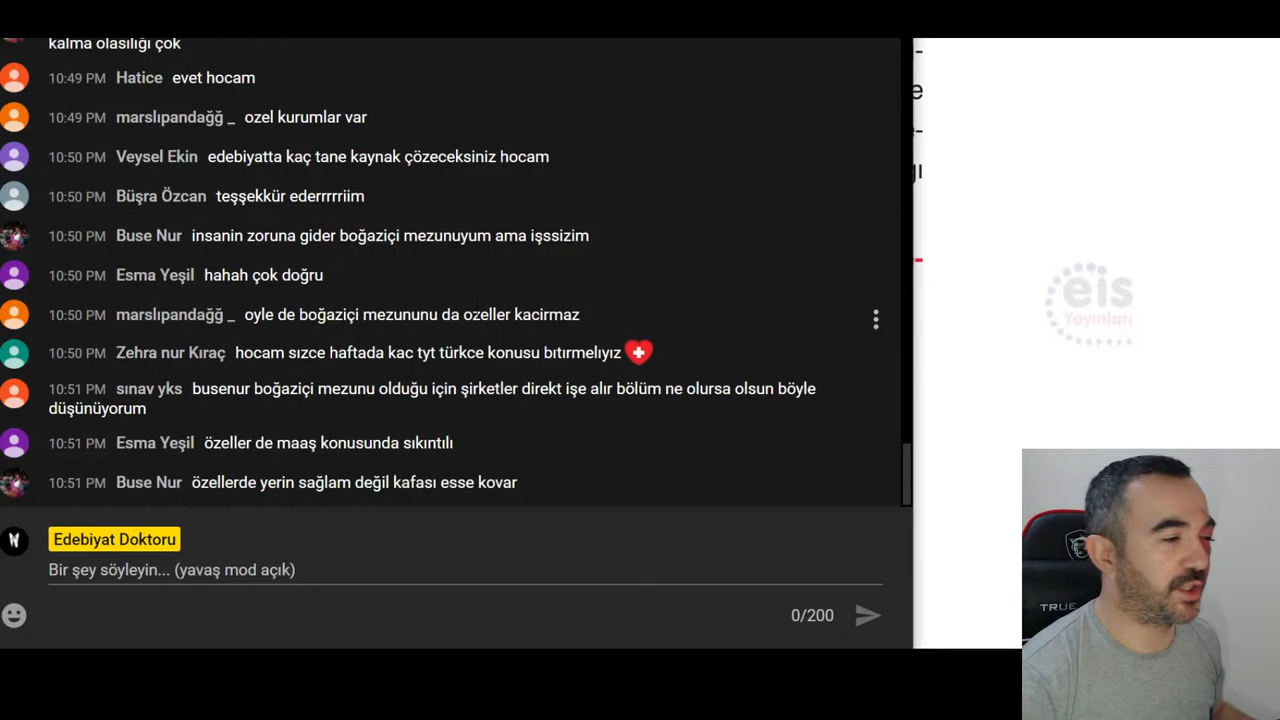 kalma olasılığı çok
10:49 PM Hatice evet hocam
10:49 PM marslıpandağğ _ ozel kurumlar var
10:50 PM Veysel Ekin edebiyatta kaç tane kaynak çözeceksiniz hocam
10:50 PM Büşra Özcan teşşekkür ederrrrriim
10:50 PM Buse Nur insanin zoruna gider boğaziçi mezunuyum ama işssizim
10:50 PM Esma Yeşil hahah çok doğru
10:50 PM marslıpandağğ _ oyle de boğaziçi mezununu da ozeller kacirmaz
10:50 PM Zehra nur Kıraç hocam sızce haftada kac tyt türkce konusu bıtırmelıyız
10:51 PM sınav yks busenur boğaziçi mezunu olduğu için şirketler direkt işe alır bölüm ne olursa olsun böyle
düşünüyorum
10:51 PM Esma Yeşil özeller de maaş konusunda sıkıntılı
10:51 PM Buse Nur özellerde yerin sağlam değil kafası esse kovar
Edebiyat Doktoru
Bir şey söyleyin... (yavaş mod açık)
0/200
eis
Yayınları
TRUE